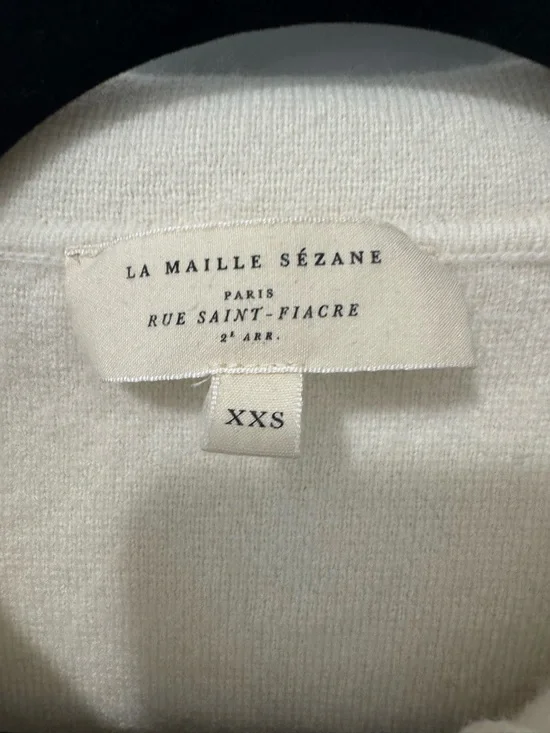 LA MAILLE SÉZANE
PARIS
RUE SAINT-FIACRE
2E ARR.
XXS